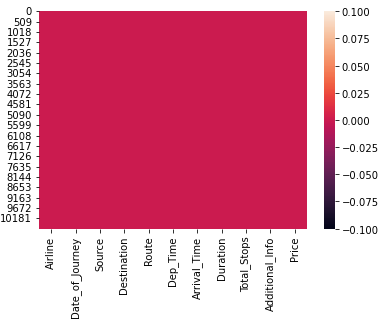 0
509
1018
1527
2036
2545
3054
3563
4072
4581
5090
5599
6108
6617
7126
7635
8144
8653
9163
9672
10181
Airline
Date_of_Journey
Source
Destination
Route
Dep_Time
Arrival_Time
Duration
Total_Stops
Additional_Info
Price
0.100
0.075
0.050
0.025
0.000
−0.025
−0.050
−0.075
−0.100